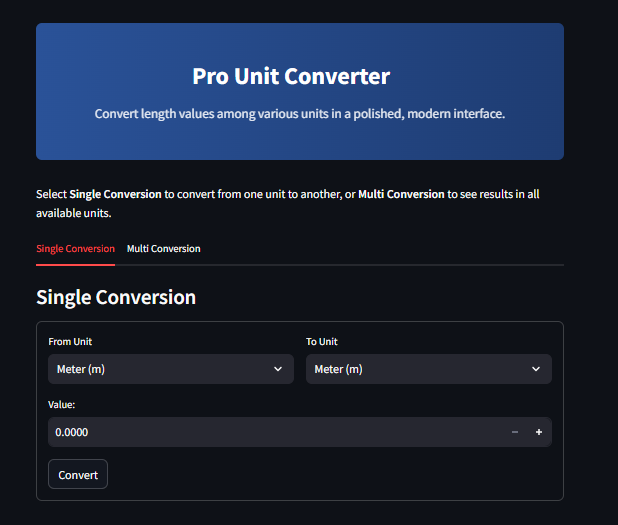 Pro Unit Converter
Convert length values among various units in a polished, modern interface.
Select Single Conversion to convert from one unit to another, or Multi Conversion to see results in all
available units.
Single Conversion Multi Conversion
Single Conversion
From Unit To Unit
Meter (m) Meter (m)
Value:
0.0000 − +
Convert